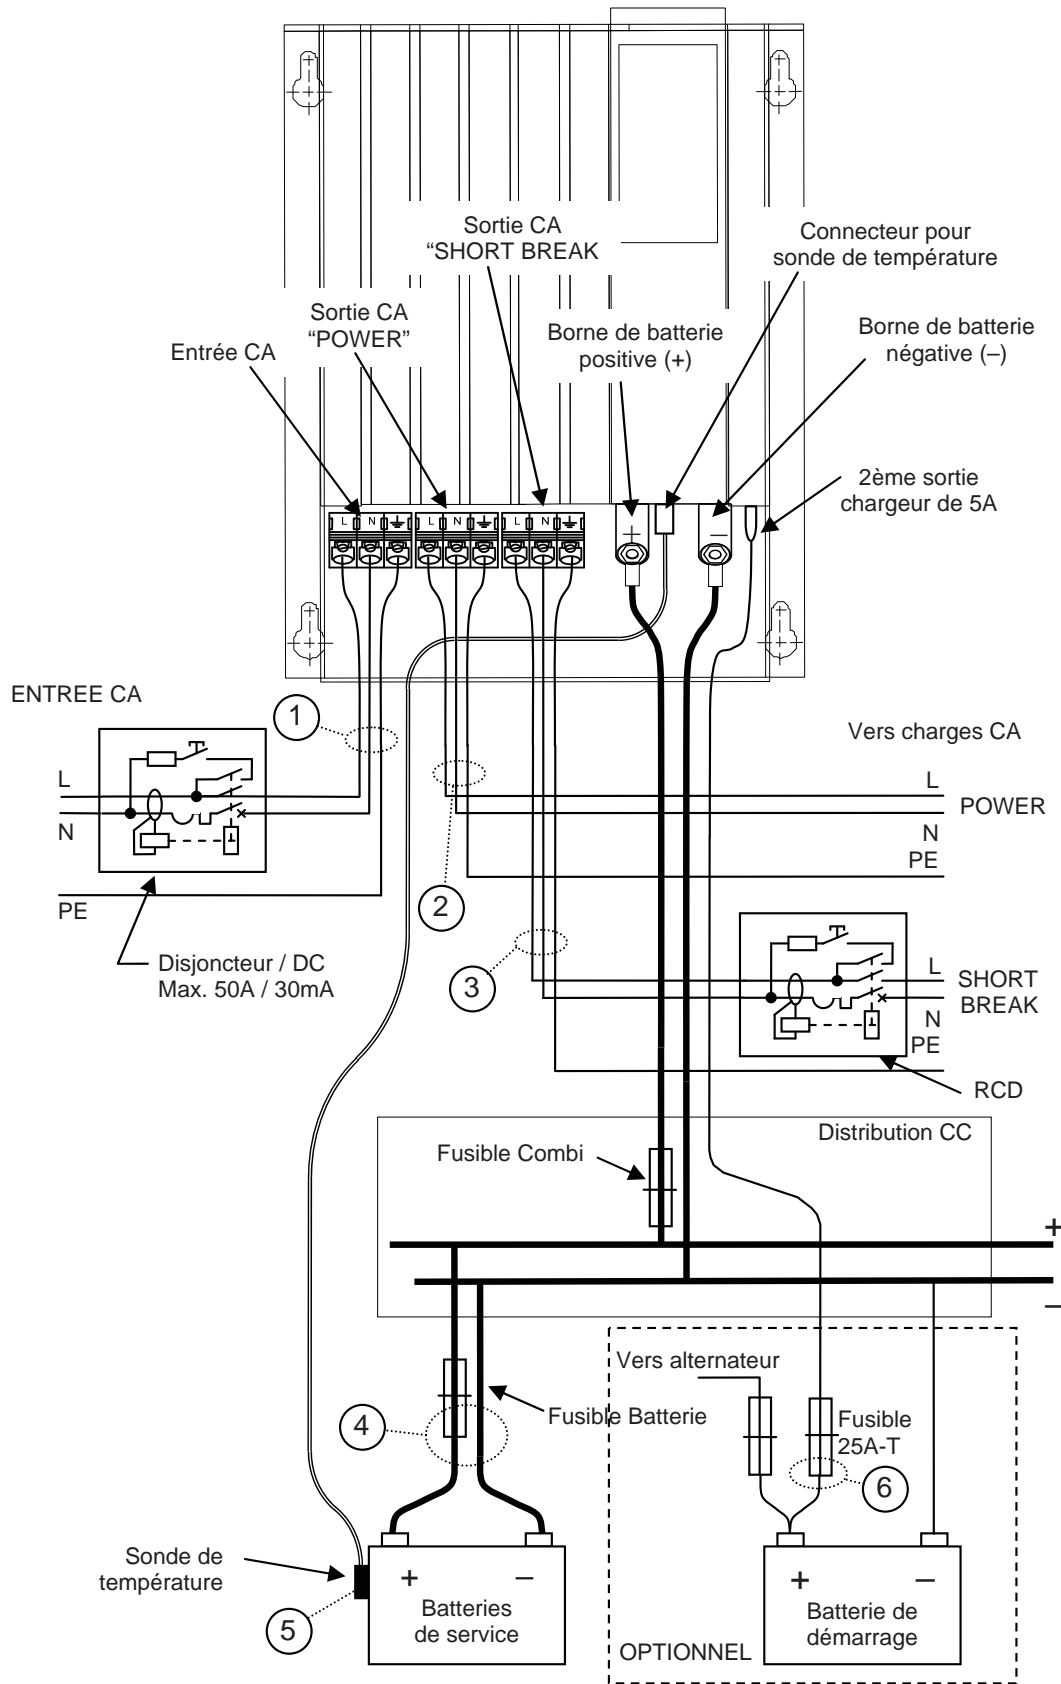 Sortie CA
“SHORT BREAK
Connecteur pour
sonde de température
Sortie CA
“POWER”
Borne de batterie
positive (+)
Borne de batterie
négative (–)
Entrée CA
2ème sortie
chargeur de 5A
L N L N L N
+ –
ENTREE CA
1
Vers charges CA
L
N
PE
L
POWER
N
PE
2
Disjoncteur / DC
Max. 50A / 30mA
3
L
SHORT
BREAK
N
PE
RCD
Distribution CC
Fusible Combi
+
–
Vers alternateur
4
Fusible Batterie
Fusible
25A-T
6
Sonde de
température
5
+ –
Batteries
de service
+ –
Batterie de
démarrage
OPTIONNEL